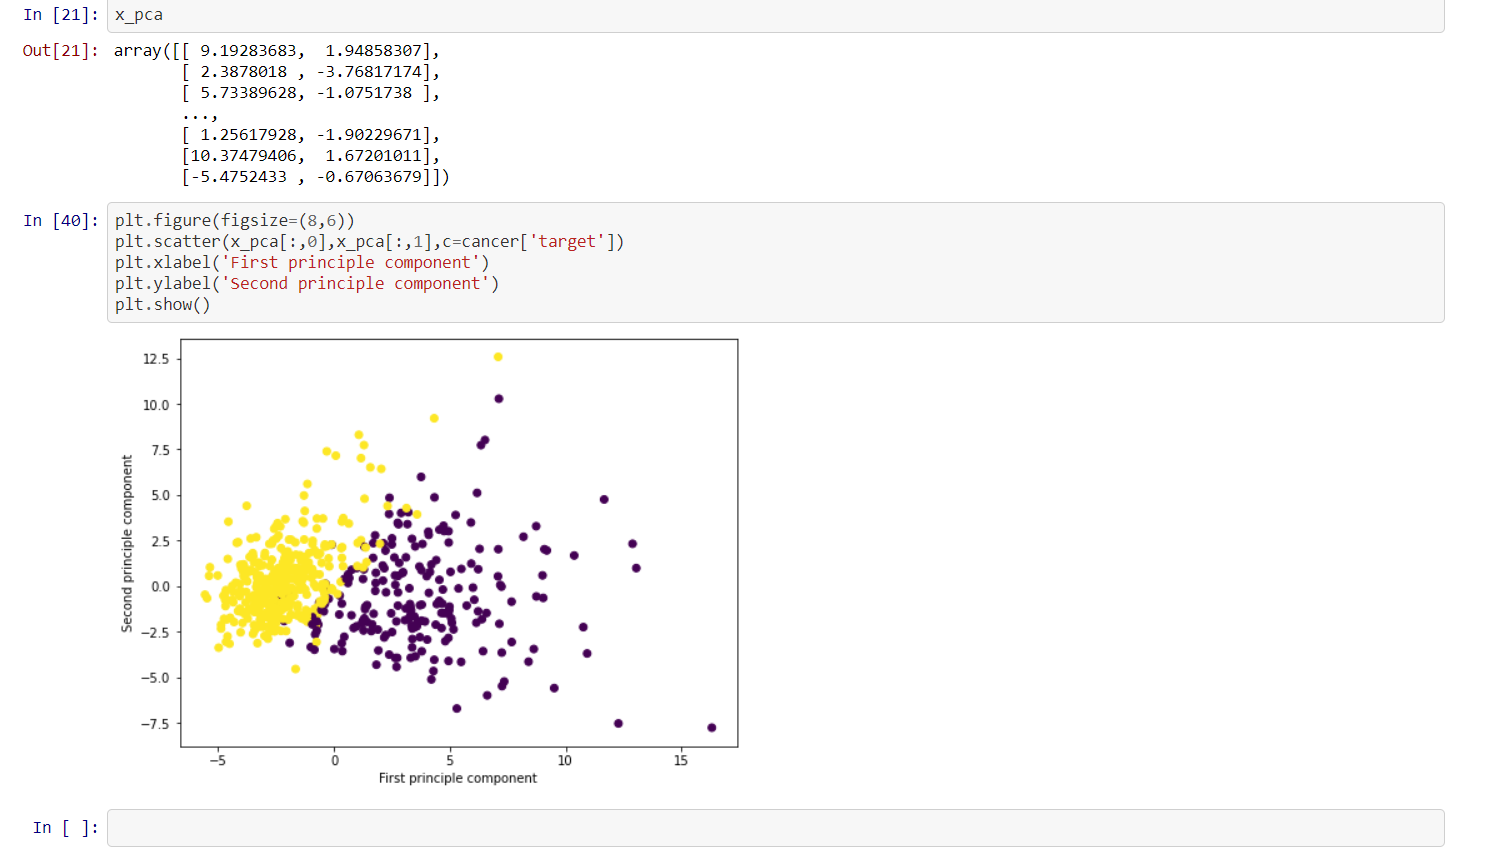 In [21]: x_pca
Out[21]: array([[ 9.19283683,  1.94858307],
       [ 2.3878018 , -3.76817174],
       [ 5.73389628, -1.0751738 ],
       ...,
       [ 1.25617928, -1.90229671],
       [10.37479406,  1.67201011],
       [-5.4752433 , -0.67063679]])
In [40]: plt.figure(figsize=(8,6))
plt.scatter(x_pca[:,0],x_pca[:,1],c=cancer['target'])
plt.xlabel('First principle component')
plt.ylabel('Second principle component')
plt.show()
12.5
10.0
7.5
5.0
2.5
0.0
−2.5
−5.0
−7.5
Second principle component
−5 0 5 10 15
First principle component
In [ ]: